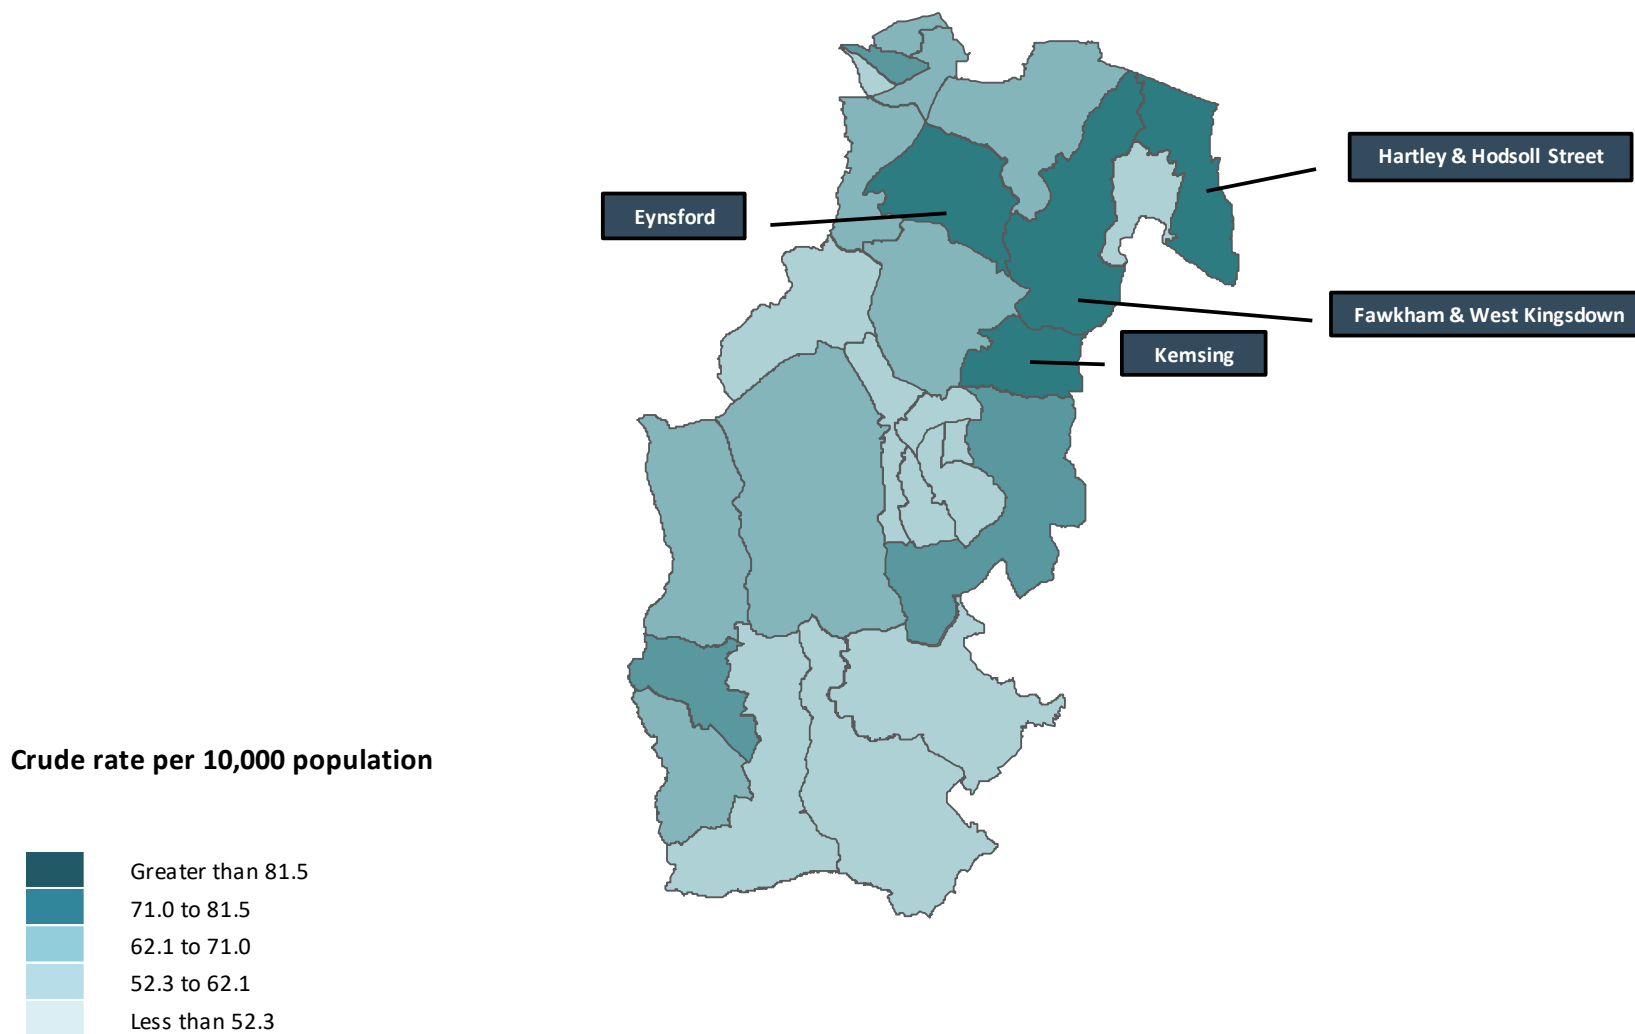 Hartley & Hodsoll Street
Eynsford
Fawkham & West Kingsdown
Kemsing
Crude rate per 10,000 population
Greater than 81.5
71.0 to 81.5
62.1 to 71.0
52.3 to 62.1
Less than 52.3